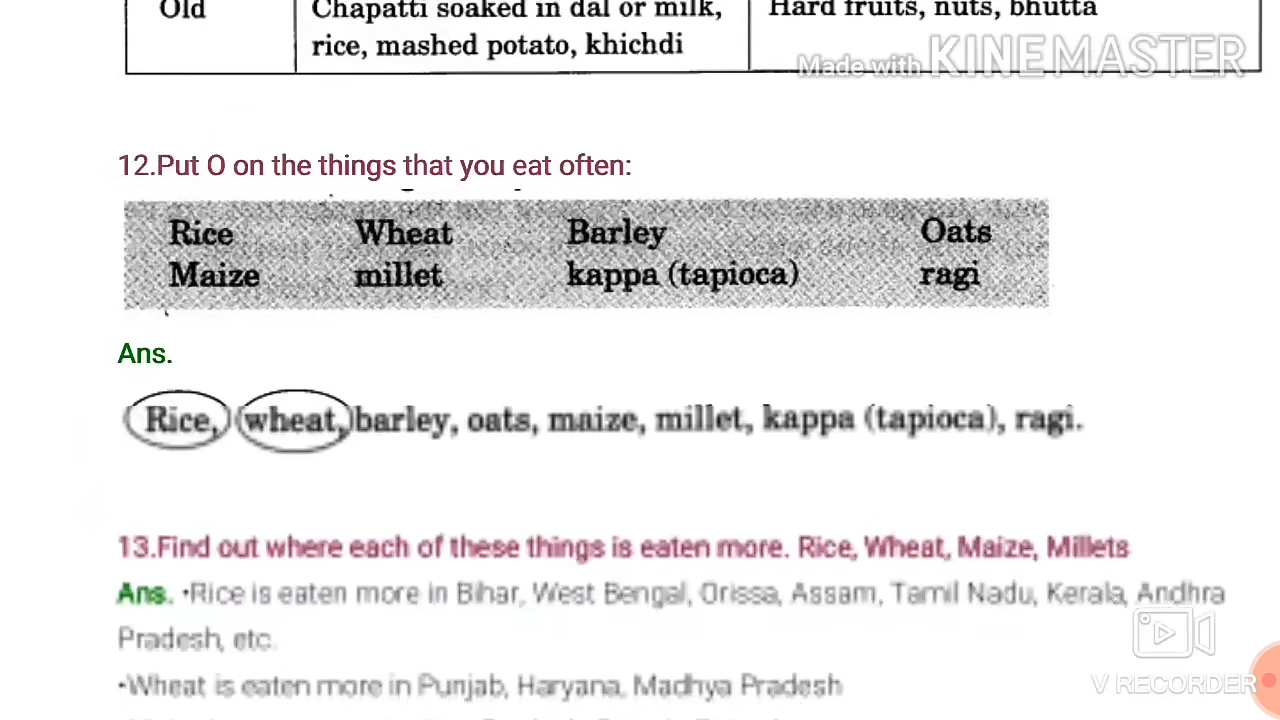 Old Chapatti soaked in dal or milk, Hard fruits, nuts, bhutta
rice, mashed potato, khichdi
Made with KINEMASTER
12.Put O on the things that you eat often:
Rice Wheat Barley Oats
Maize millet kappa (tapioca) ragi
Ans.
Rice, wheat, barley, oats, maize, millet, kappa (tapioca), ragi.
13.Find out where each of these things is eaten more. Rice, Wheat, Maize, Millets
Ans. •Rice is eaten more in Bihar, West Bengal, Orissa, Assam, Tamil Nadu, Kerala, Andhra
Pradesh, etc.
•Wheat is eaten more in Punjab, Haryana, Madhya Pradesh
V RECORDER